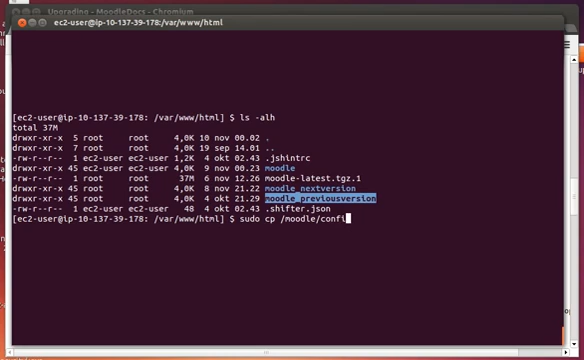 Upgrading - MoodleDocs - Chromium
ec2-user@ip-10-137-39-178:/var/www/html
[ec2-user@ip-10-137-39-178: /var/www/html] $ ls -alh
total 37M
drwxr-xr-x 5 root root 4,0K 10 nov 00.02 .
drwxr-xr-x 7 root root 4,0K 19 sep 14.01 ..
-rw-r--r-- 1 ec2-user ec2-user 1,2K 4 okt 02.43 .jshintrc
drwxr-xr-x 45 ec2-user ec2-user 4,0K 9 nov 00.23 moodle
-rw-r--r-- 1 root root 37M 6 nov 12.26 moodle-latest.tgz.1
drwxr-xr-x 45 root root 4,0K 8 nov 21.22 moodle_nextversion
drwxr-xr-x 45 root root 4,0K 4 okt 21.29 moodle_previousversion
-rw-r--r-- 1 ec2-user ec2-user 48 4 okt 02.43 .shifter.json
[ec2-user@ip-10-137-39-178: /var/www/html] $ sudo cp /moodle/confi